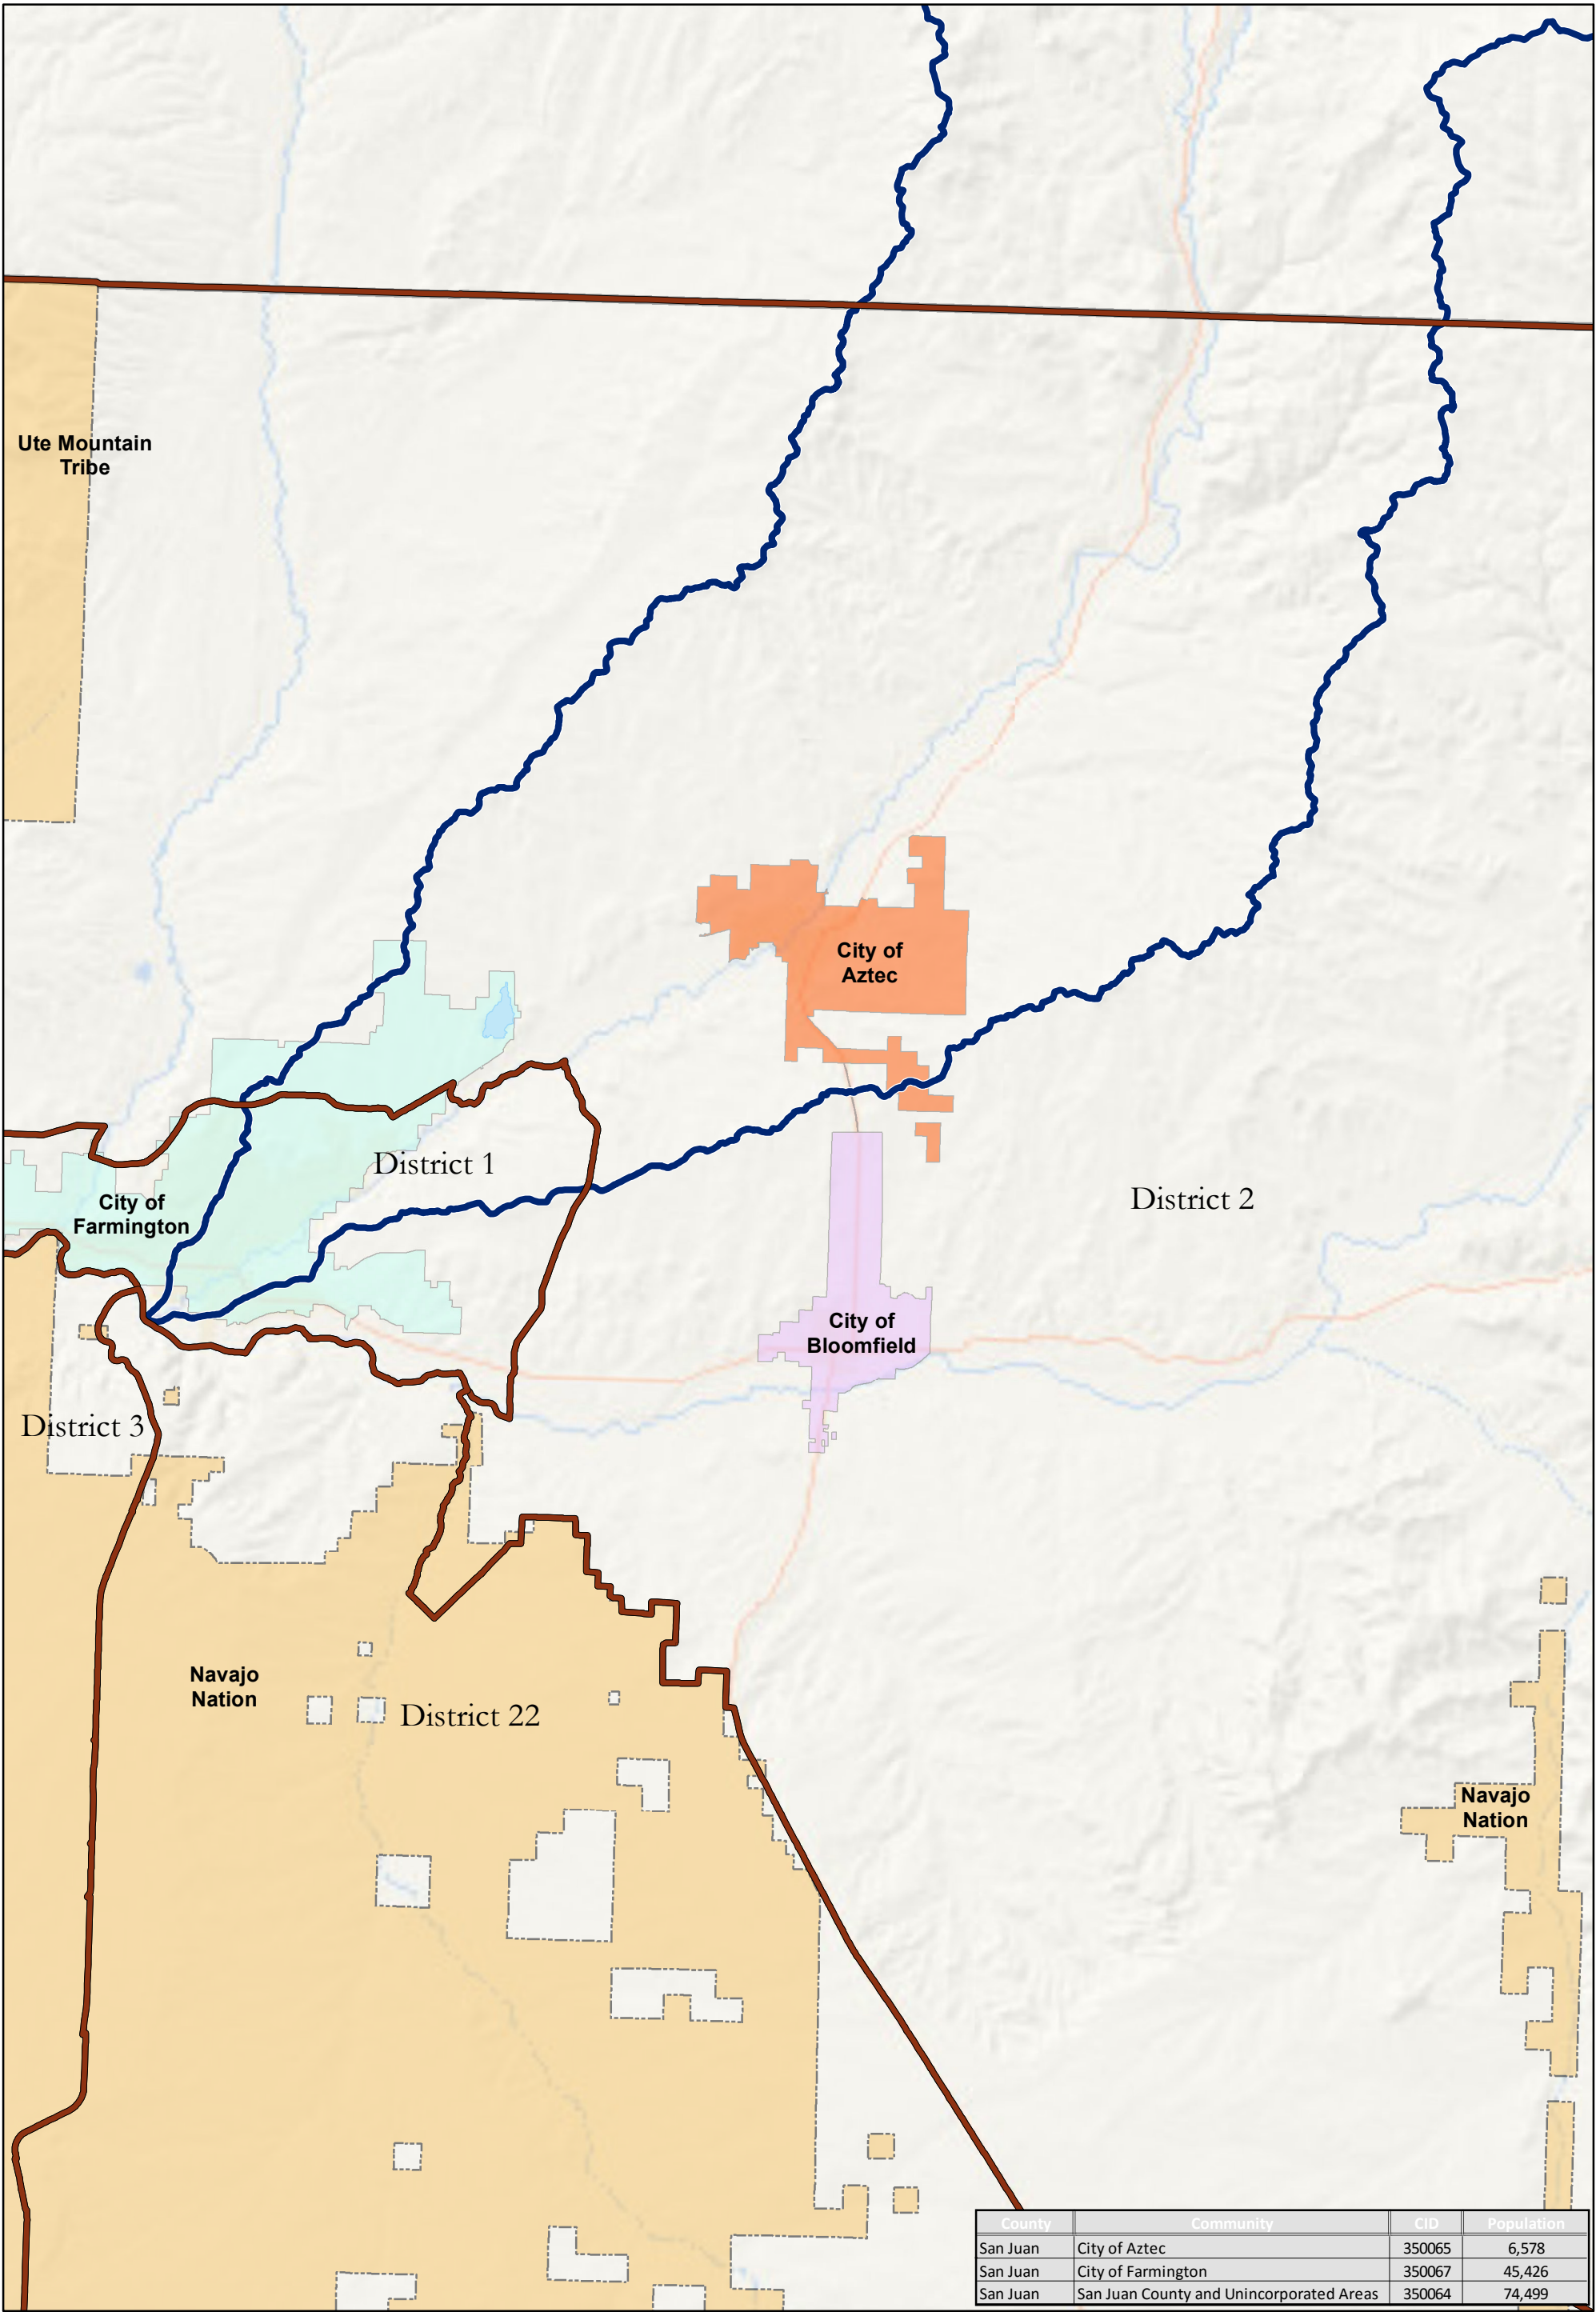 Ute Mountain
Tribe
City of
Aztec
District 1
City of
Farmington
District 2
City of
Bloomfield
District 3
Navajo
Nation
District 22
Navajo
Nation
County Community CID Population
San Juan City of Aztec 350065 6,578
San Juan City of Farmington 350067 45,426
San Juan San Juan County and Unincorporated Areas 350064 74,499